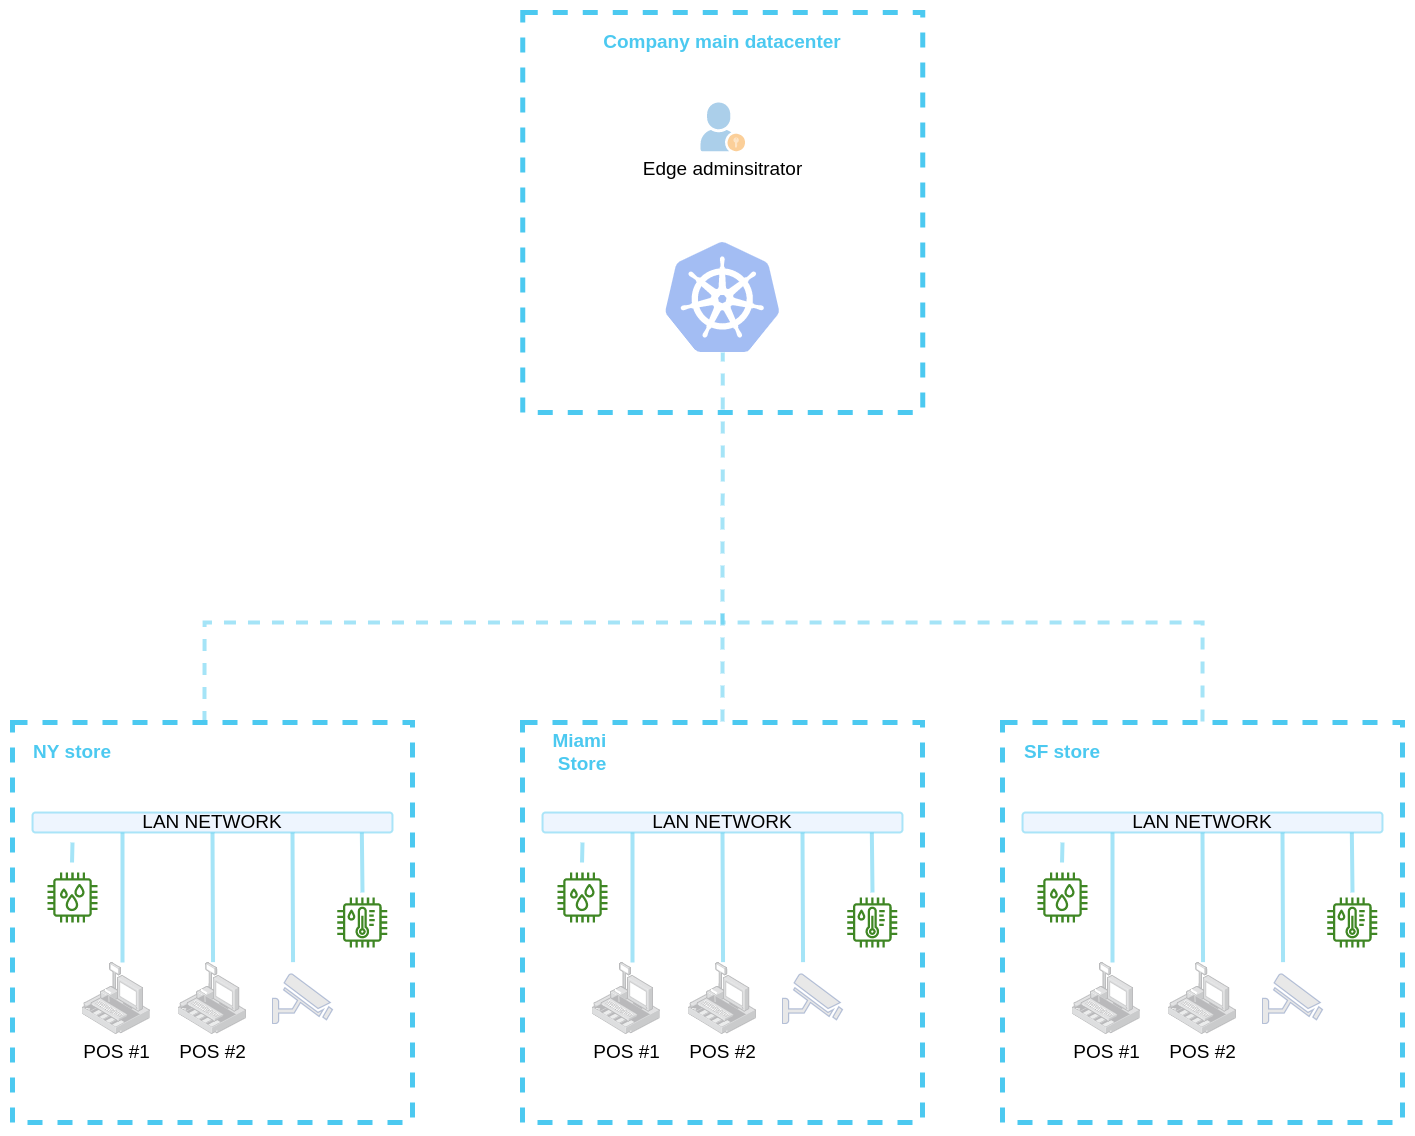 Company main datacenter
Edge adminsitrator
NY store
Miami
Store
SF store
LAN NETWORK
LAN NETWORK
LAN NETWORK
POS #1
POS #2
POS #1
POS #2
POS #1
POS #2